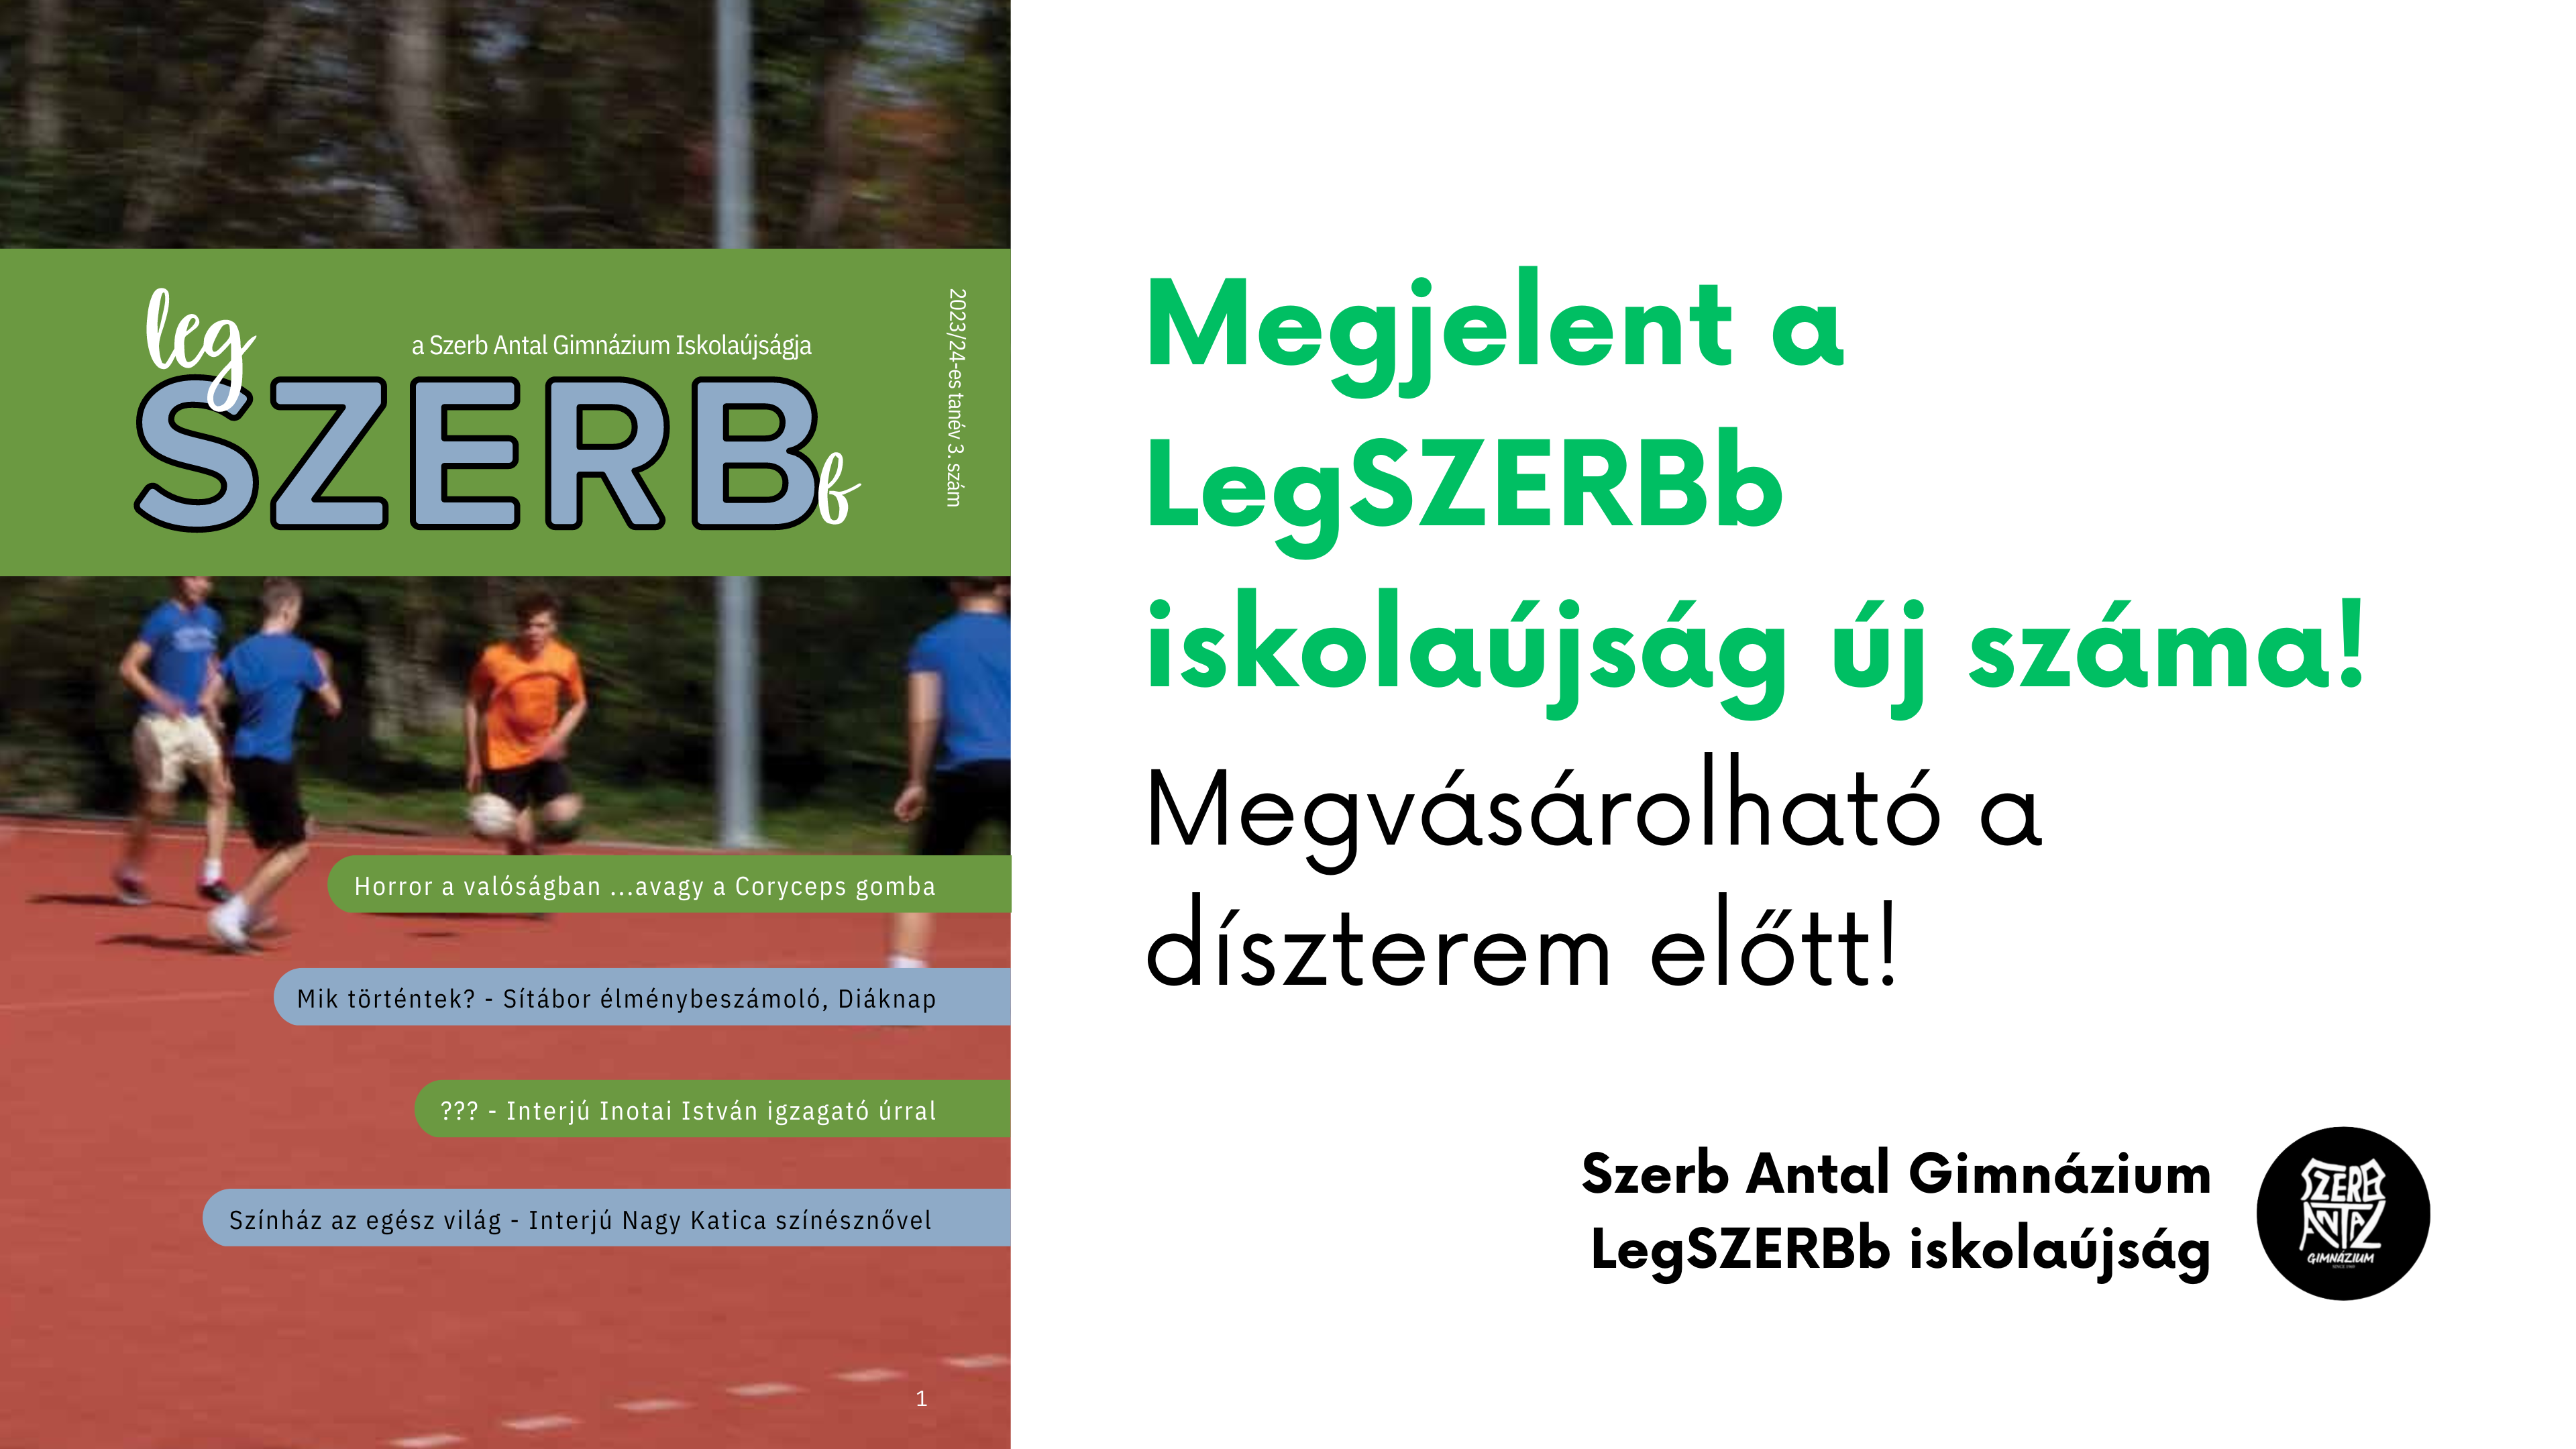 leg
a Szerb Antal Gimnázium Iskolaújságja
SZERBb
2023/24-es tanév 3. szám
Horror a valóságban ...avagy a Coryceps gomba
Mik történtek? - Sítábor élménybeszámoló, Diáknap
??? - Interjú Inotai István igzagató úrral
Színház az egész világ - Interjú Nagy Katica színésznővel
1
Megjelent a
LegSZERBb
iskolaújság új száma!
Megvásárolható a
díszterem előtt!
Szerb Antal Gimnázium
LegSZERBb iskolaújság
SZERB
ANTAL
GIMNÁZIUM